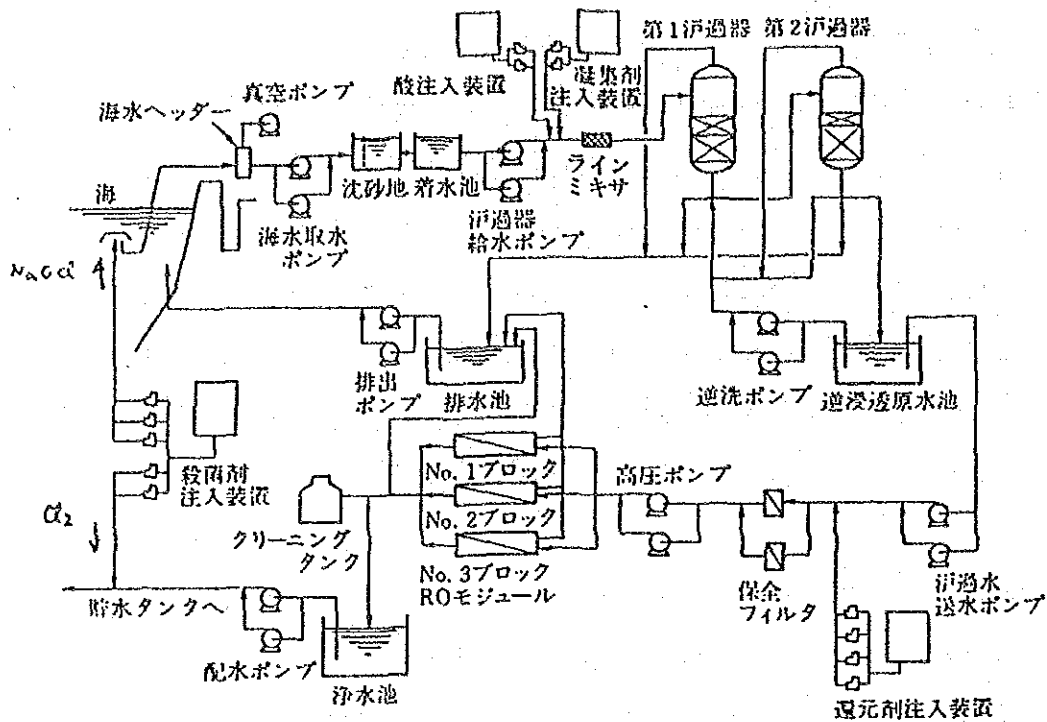 第1沪過器
第2沪過器
酸注入装置
凝集剤
注入装置
真空ポンプ
海水ヘッダー
海
沈砂地
着水池
ライン
ミキサ
海水取水
ポンプ
沪過器
給水ポンプ
NaCl
排出
ポンプ
排水池
逆洗ポンプ
逆浸透原水池
殺菌剤
注入装置
No.1ブロック
No.2ブロック
No.3ブロック
ROモジュール
高圧ポンプ
クリーニング
タンク
Cl2
保全
フィルタ
沪過水
送水ポンプ
貯水タンクへ
配水ポンプ
浄水池
還元剤注入装置